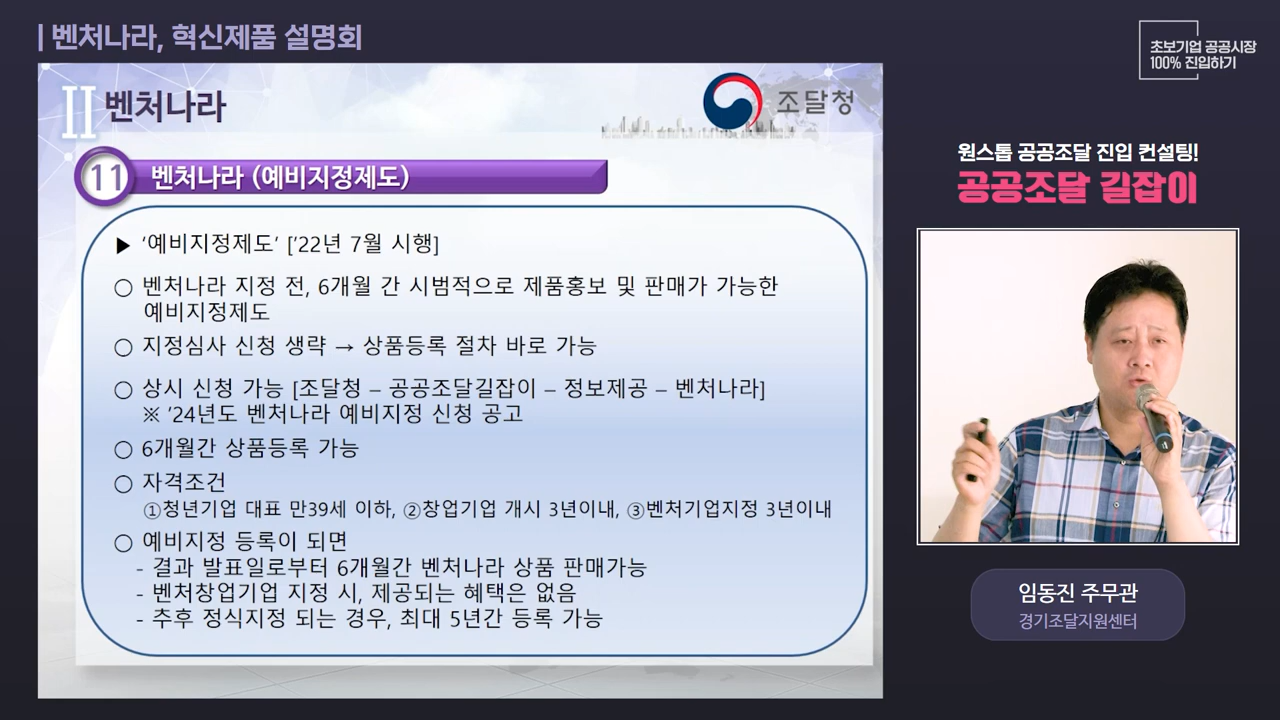 | 벤처나라, 혁신제품 설명회
초보기업 공공시장
100% 진입하기
II 벤처나라
조달청
11 벤처나라 (예비지정제도)
▶ ‘예비지정제도’ [’22년 7월 시행]
○ 벤처나라 지정 전, 6개월 간 시범적으로 제품홍보 및 판매가 가능한
예비지정제도
○ 지정심사 신청 생략 → 상품등록 절차 바로 가능
○ 상시 신청 가능 [조달청 – 공공조달길잡이 – 정보제공 – 벤처나라]
※ ’24년도 벤처나라 예비지정 신청 공고
○ 6개월간 상품등록 가능
○ 자격조건
①청년기업 대표 만39세 이하, ②창업기업 개시 3년이내, ③벤처기업지정 3년이내
○ 예비지정 등록이 되면
- 결과 발표일로부터 6개월간 벤처나라 상품 판매가능
- 벤처창업기업 지정 시, 제공되는 혜택은 없음
- 추후 정식지정 되는 경우, 최대 5년간 등록 가능
원스톱 공공조달 진입 컨설팅!
공공조달 길잡이
임동진 주무관
경기조달지원센터